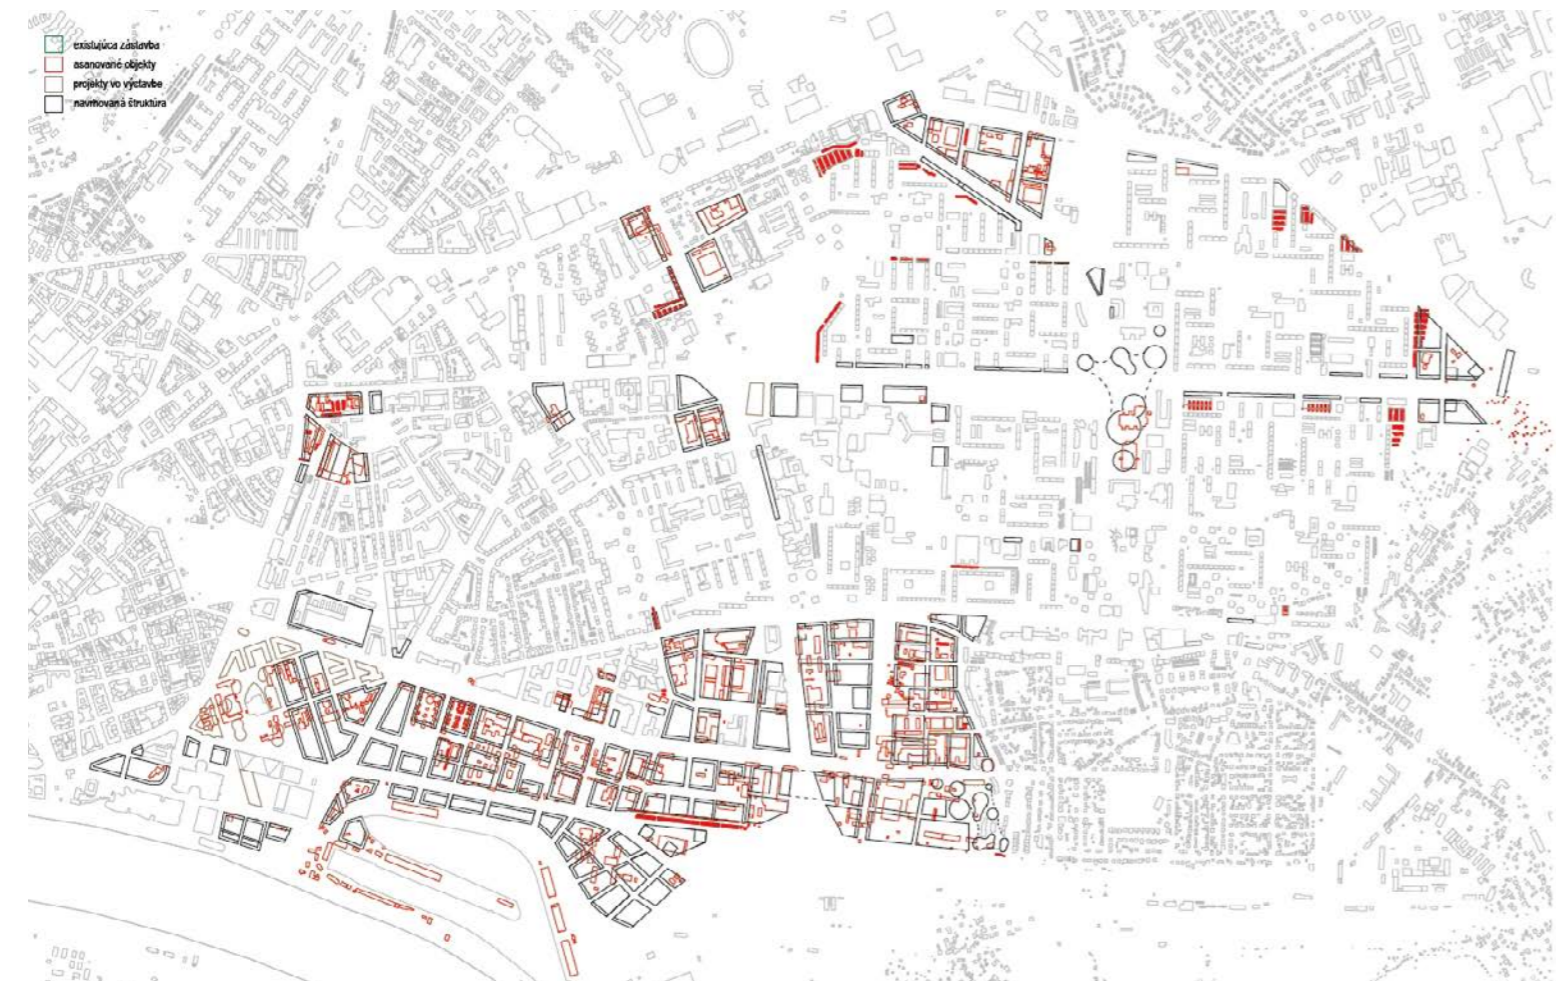 existujúca zástavba
asanované objekty
projekty vo výstavbe
navrhovaná štruktúra